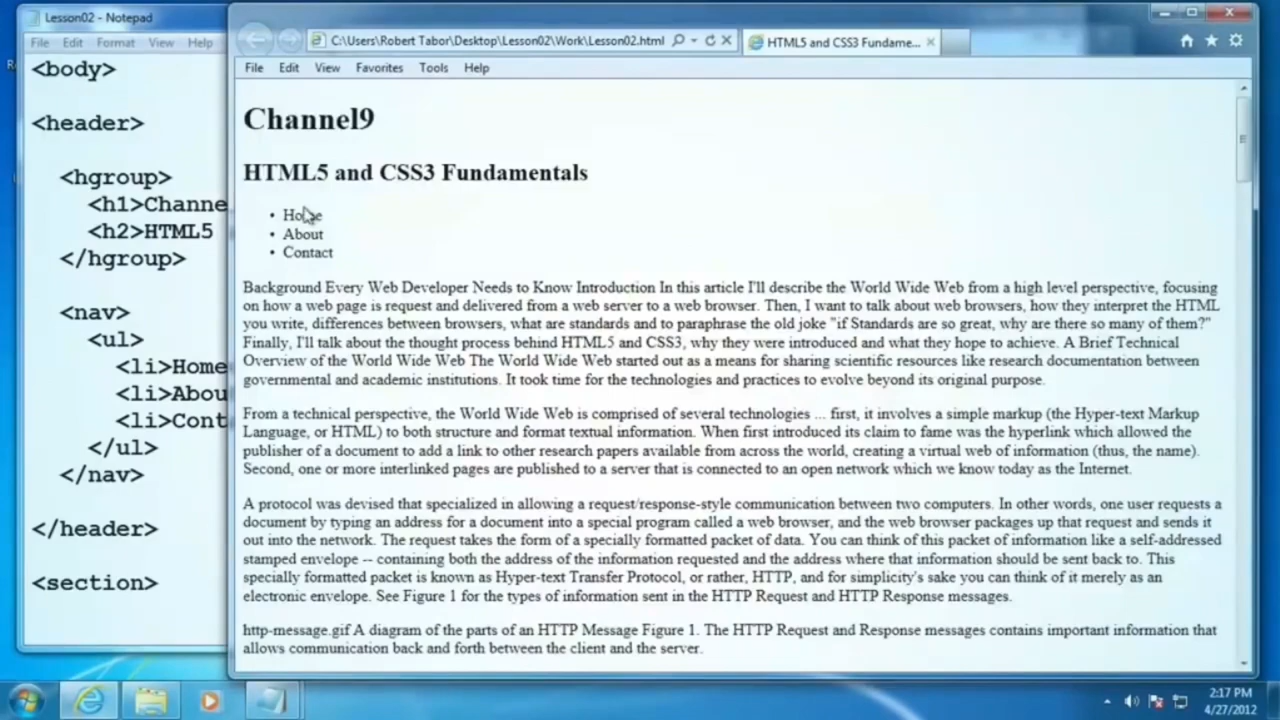 Lesson02 - Notepad
File Edit Format View Help
<body>
<header>
<hgroup>
<h1>Channe
<h2>HTML5
</hgroup>
<nav>
<ul>
<li>Home
<li>Abou
<li>Cont
</ul>
</nav>
</header>
<section>
C:\Users\Robert Tabor\Desktop\Lesson02\Work\Lesson02.html
HTML5 and CSS3 Fundame...
File Edit View Favorites Tools Help
Channel9
HTML5 and CSS3 Fundamentals
• Home
• About
• Contact
Background Every Web Developer Needs to Know Introduction In this article I'll describe the World Wide Web from a high level perspective, focusing
on how a web page is request and delivered from a web server to a web browser. Then, I want to talk about web browsers, how they interpret the HTML
you write, differences between browsers, what are standards and to paraphrase the old joke "if Standards are so great, why are there so many of them?"
Finally, I'll talk about the thought process behind HTML5 and CSS3, why they were introduced and what they hope to achieve. A Brief Technical
Overview of the World Wide Web The World Wide Web started out as a means for sharing scientific resources like research documentation between
governmental and academic institutions. It took time for the technologies and practices to evolve beyond its original purpose.
From a technical perspective, the World Wide Web is comprised of several technologies ... first, it involves a simple markup (the Hyper-text Markup
Language, or HTML) to both structure and format textual information. When first introduced its claim to fame was the hyperlink which allowed the
publisher of a document to add a link to other research papers available from across the world, creating a virtual web of information (thus, the name).
Second, one or more interlinked pages are published to a server that is connected to an open network which we know today as the Internet.
A protocol was devised that specialized in allowing a request/response-style communication between two computers. In other words, one user requests a
document by typing an address for a document into a special program called a web browser, and the web browser packages up that request and sends it
out into the network. The request takes the form of a specially formatted packet of data. You can think of this packet of information like a self-addressed
stamped envelope -- containing both the address of the information requested and the address where that information should be sent back to. This
specially formatted packet is known as Hyper-text Transfer Protocol, or rather, HTTP, and for simplicity's sake you can think of it merely as an
electronic envelope. See Figure 1 for the types of information sent in the HTTP Request and HTTP Response messages.
http-message.gif A diagram of the parts of an HTTP Message Figure 1. The HTTP Request and Response messages contains important information that
allows communication back and forth between the client and the server.
2:17 PM
4/27/2012